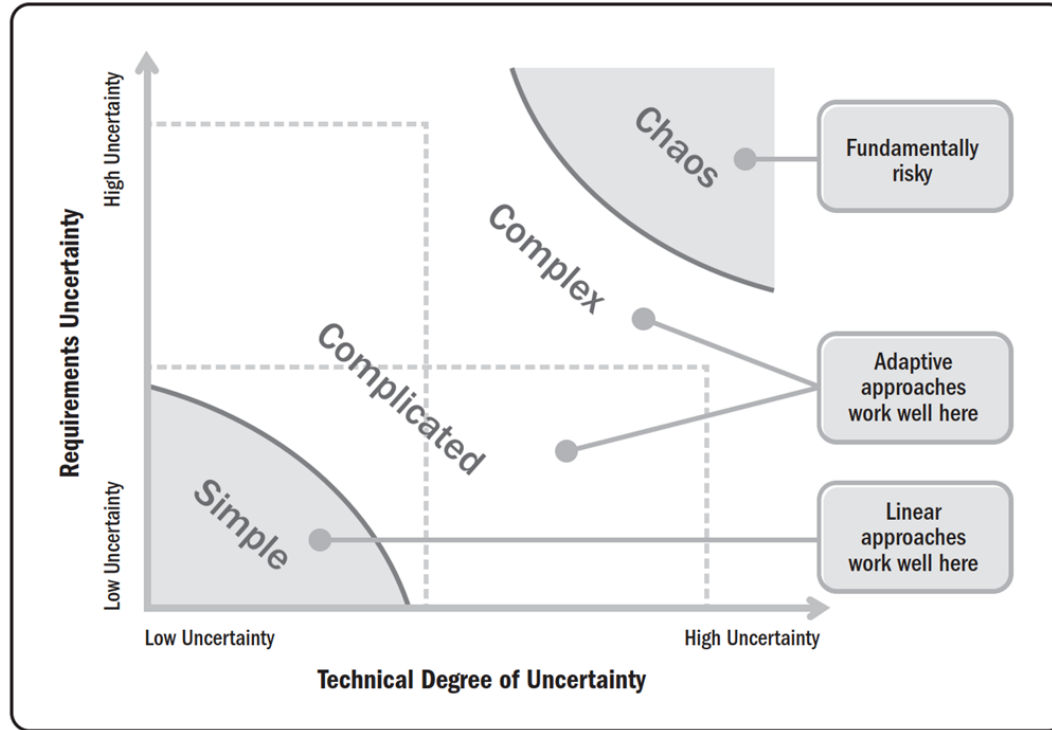 High Uncertainty
Requirements Uncertainty
Low Uncertainty
Chaos
Complex
Complicated
Simple
Fundamentally
risky
Adaptive
approaches
work well here
Linear
approaches
work well here
Low Uncertainty
High Uncertainty
Technical Degree of Uncertainty